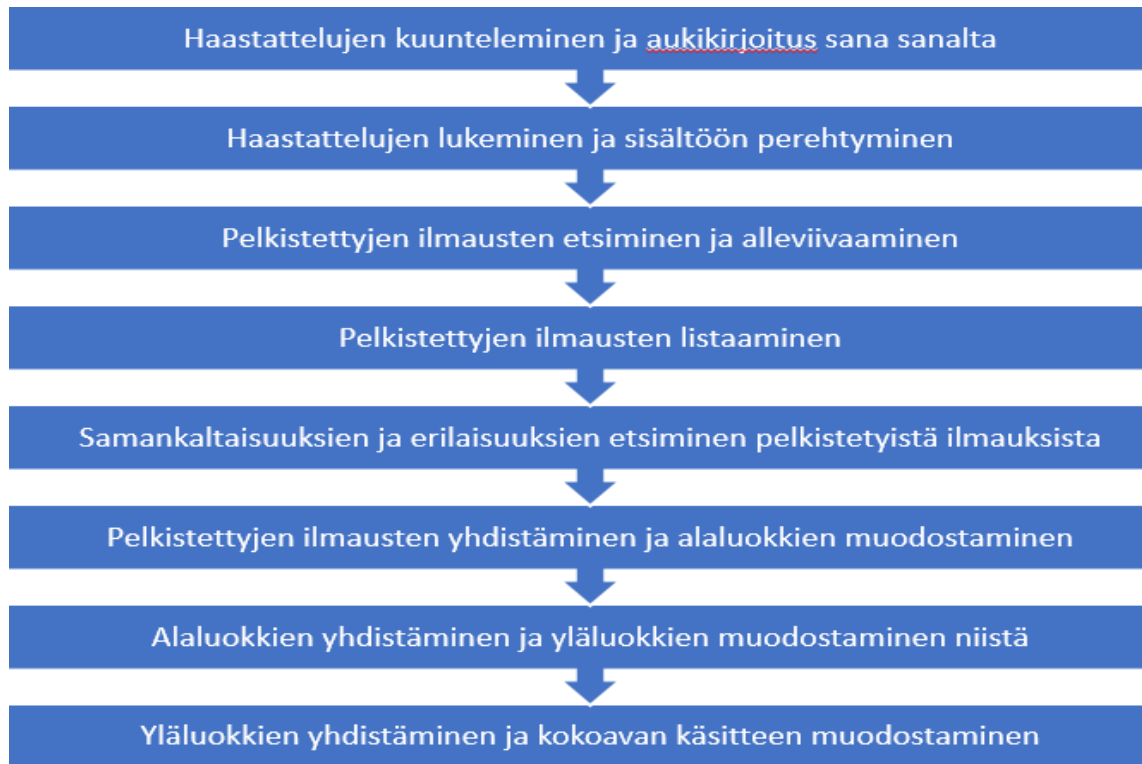 Haastattelujen kuunteleminen ja aukikirjoitus sana sanalta
Haastattelujen lukeminen ja sisältöön perehtyminen
Pelkistettyjen ilmausten etsiminen ja alleviivaaminen
Pelkistettyjen ilmausten listaaminen
Samankaltaisuuksien ja erilaisuuksien etsiminen pelkistetyistä ilmauksista
Pelkistettyjen ilmausten yhdistäminen ja alaluokkien muodostaminen
Alaluokkien yhdistäminen ja yläluokkien muodostaminen niistä
Yläluokkien yhdistäminen ja kokoavan käsitteen muodostaminen